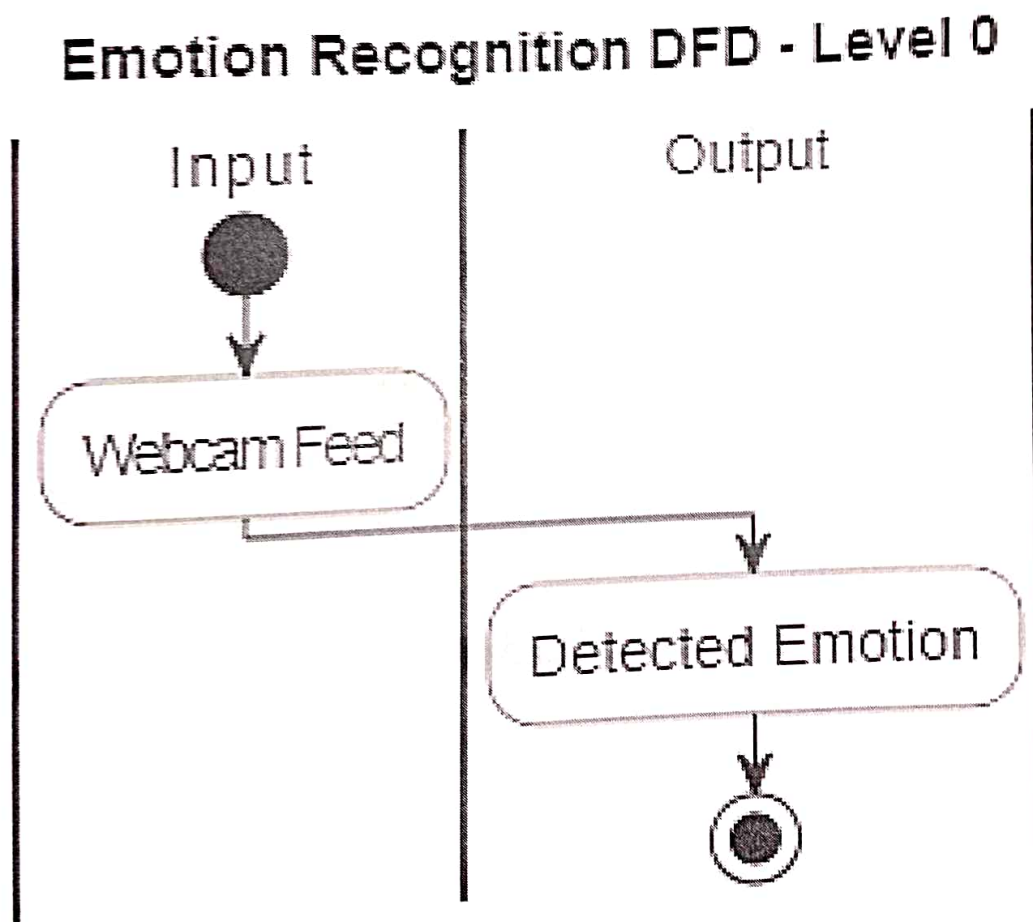 Emotion Recognition DFD - Level 0
Input
Output
Webcam Feed
Detected Emotion